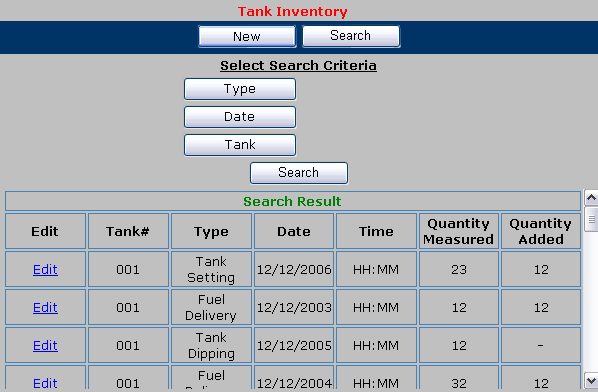 Tank Inventory
New Search
Select Search Criteria
Type
Date
Tank
Search
Search Result
Edit Tank# Type Date Time Quantity Measured Quantity Added
Edit 001 Tank Setting 12/12/2006 HH:MM 23 12
Edit 001 Fuel Delivery 12/12/2003 HH:MM 12 12
Edit 001 Tank Dipping 12/12/2005 HH:MM 12 -
Edit 001 Fuel 12/12/2004 HH:MM 32 12